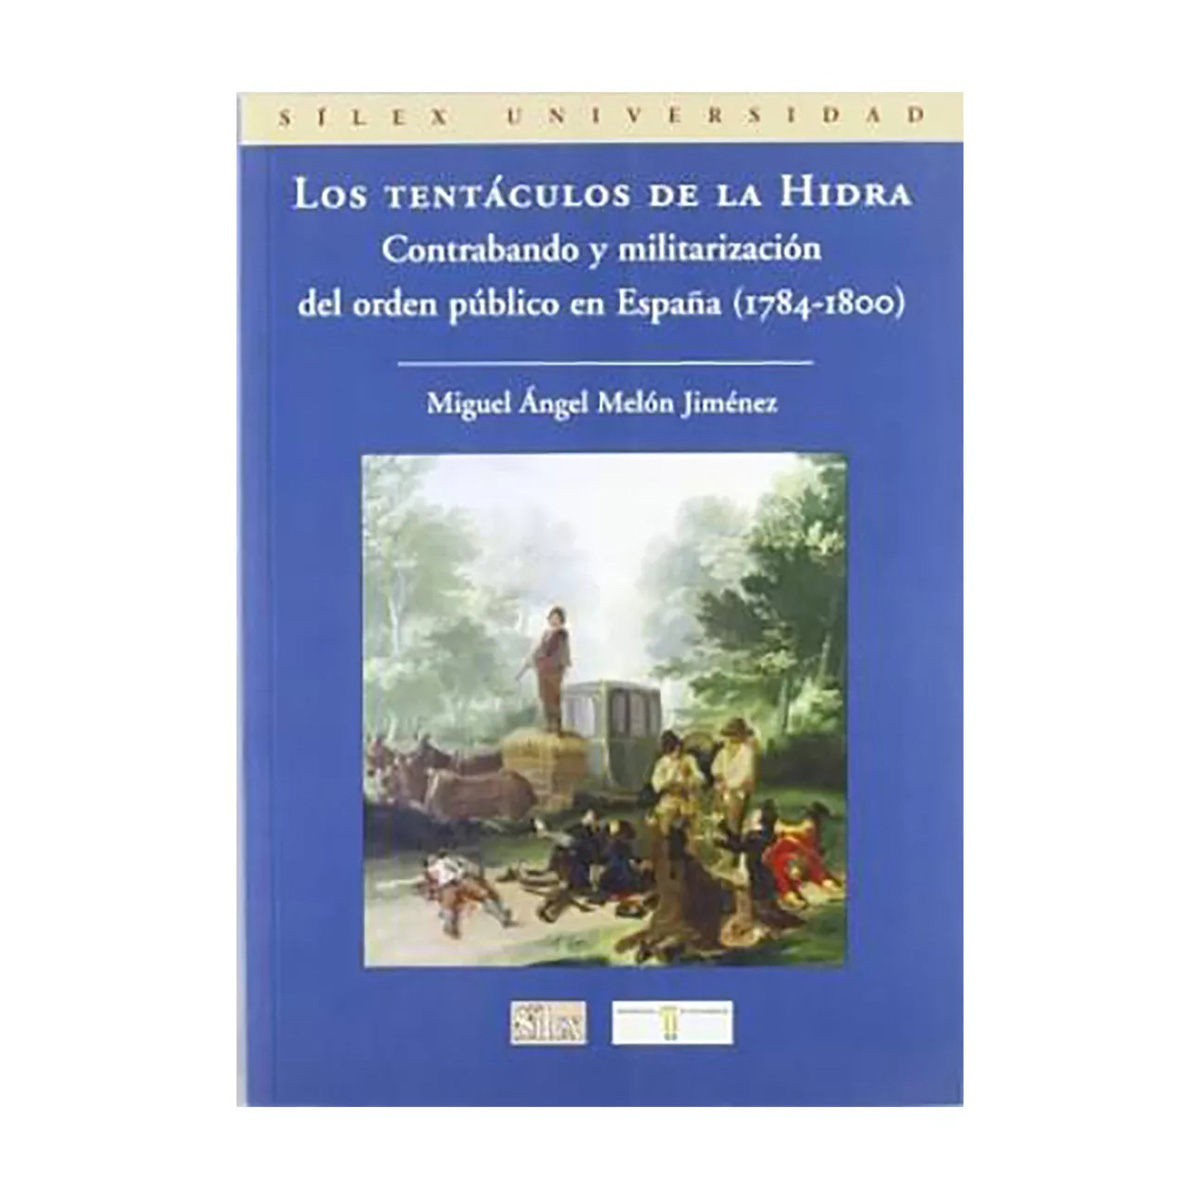 SÍLEX UNIVERSIDAD
LOS TENTÁCULOS DE LA HIDRA
Contrabando y militarización
del orden público en España (1784-1800)
Miguel Ángel Melón Jiménez
Sílex